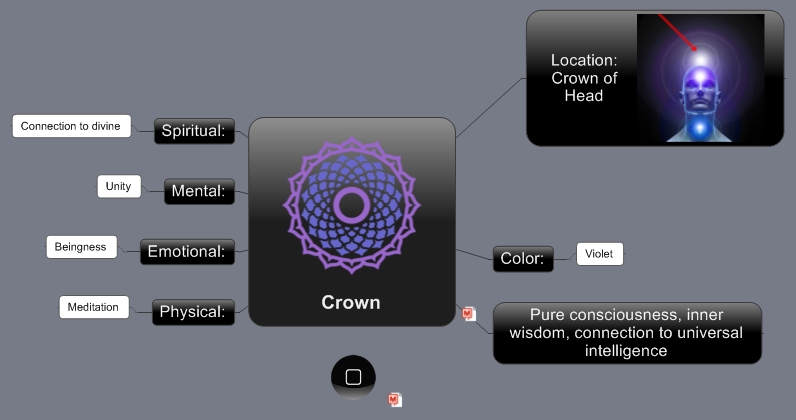 Location:
Crown of
Head
Connection to divine
Spiritual:
Unity
Mental:
Beingness
Emotional:
Meditation
Physical:
Crown
Color:
Violet
Pure consciousness, inner
wisdom, connection to universal
intelligence